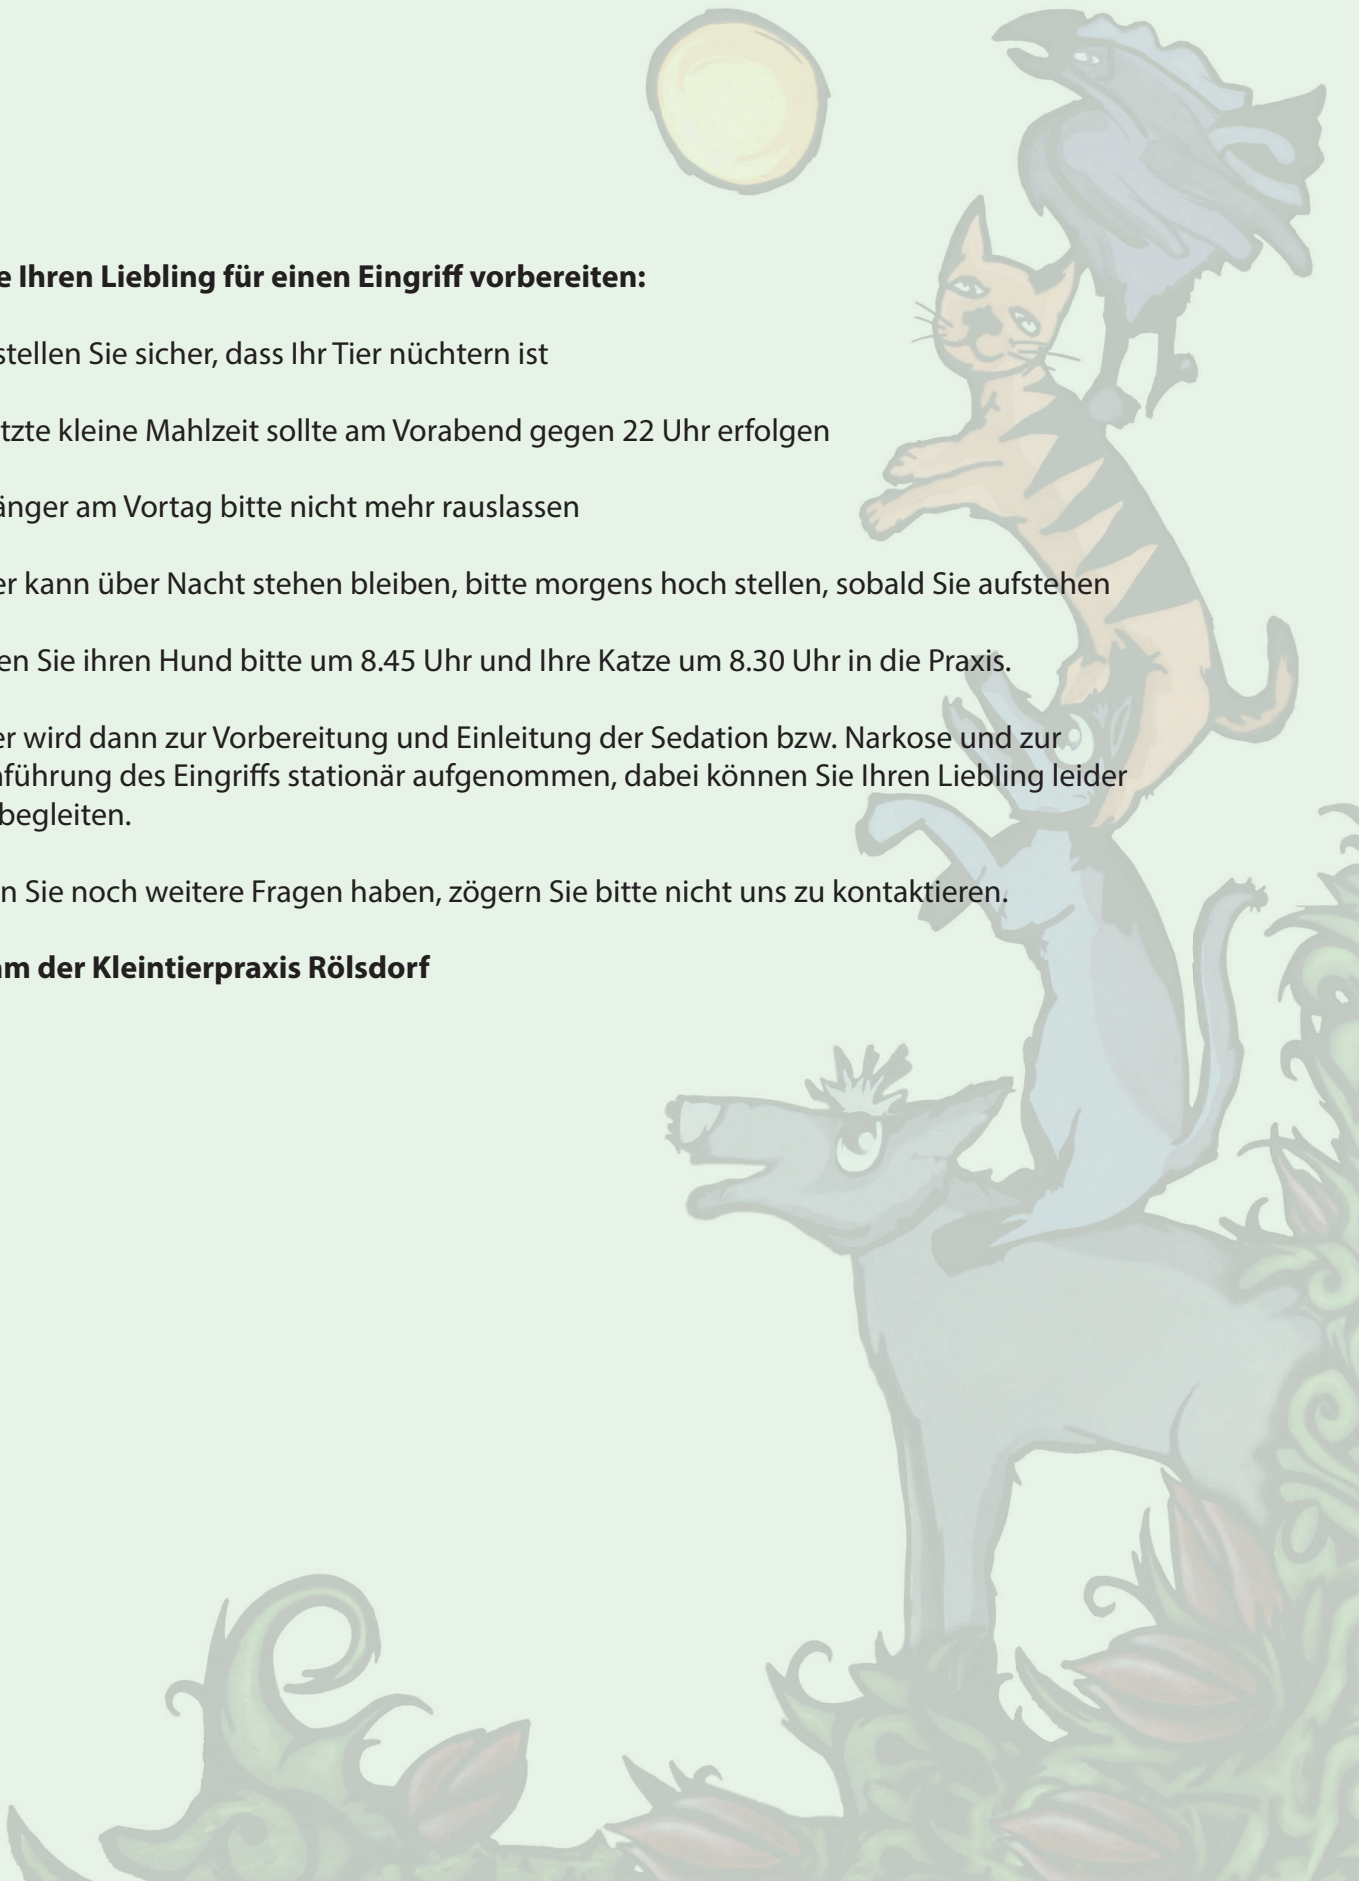 e Ihren Liebling für einen Eingriff vorbereiten:
stellen Sie sicher, dass Ihr Tier nüchtern ist
tzte kleine Mahlzeit sollte am Vorabend gegen 22 Uhr erfolgen
änger am Vortag bitte nicht mehr rauslassen
er kann über Nacht stehen bleiben, bitte morgens hoch stellen, sobald Sie aufstehen
en Sie ihren Hund bitte um 8.45 Uhr und Ihre Katze um 8.30 Uhr in die Praxis.
er wird dann zur Vorbereitung und Einleitung der Sedation bzw. Narkose und zur
führung des Eingriffs stationär aufgenommen, dabei können Sie Ihren Liebling leider
begleiten.
n Sie noch weitere Fragen haben, zögern Sie bitte nicht uns zu kontaktieren.
am der Kleintierpraxis Rölsdorf